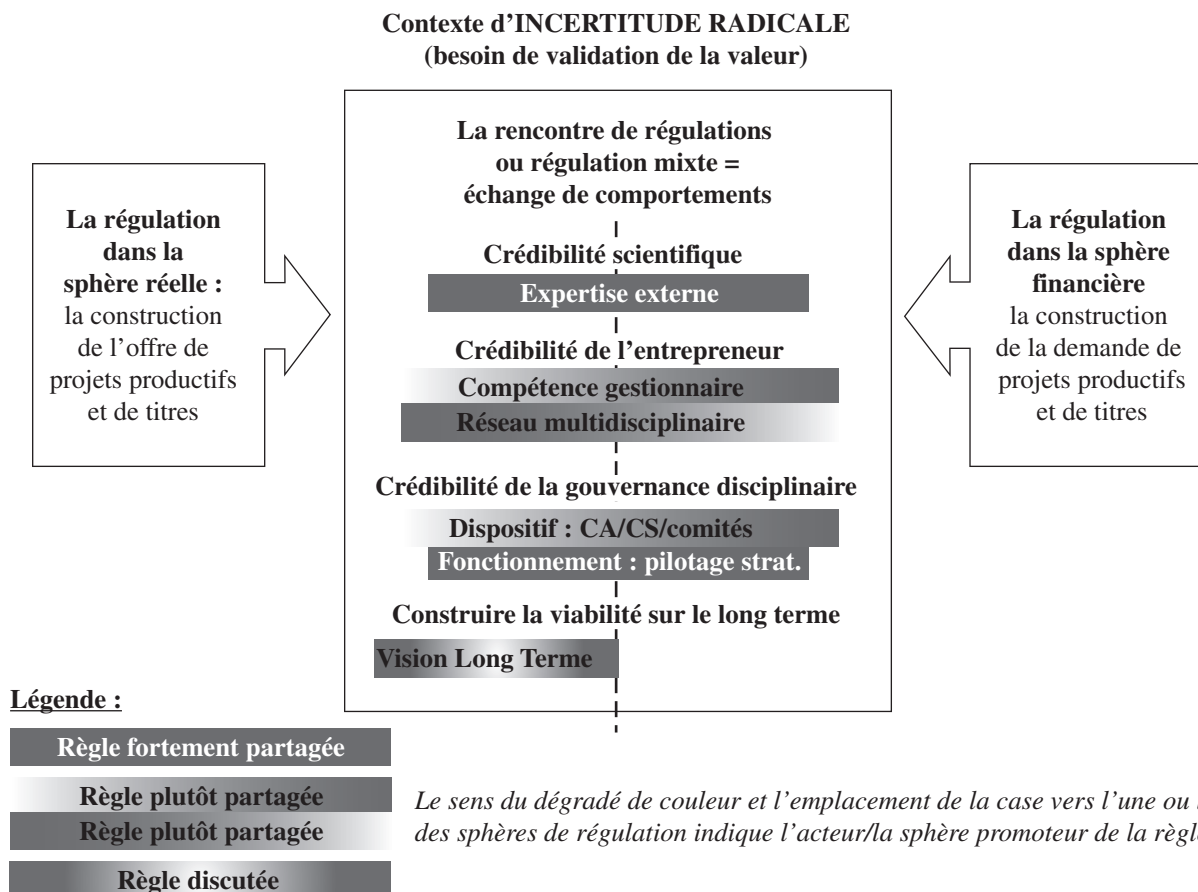 Contexte d'INCERTITUDE RADICALE
(besoin de validation de la valeur)
La régulation
dans la
sphère réelle :
la construction
de l'offre de
projets productifs
et de titres
La rencontre de régulations
ou régulation mixte =
échange de comportements
Crédibilité scientifique
Expertise externe
Crédibilité de l'entrepreneur
Compétence gestionnaire
Réseau multidisciplinaire
Crédibilité de la gouvernance disciplinaire
Dispositif : CA/CS/comités
Fonctionnement : pilotage strat.
Construire la viabilité sur le long terme
Vision Long Terme
La régulation
dans la sphère
financière
la construction
de la demande de
projets productifs
et de titres
Légende :
Règle fortement partagée
Règle plutôt partagée
Règle plutôt partagée
Règle discutée
Le sens du dégradé de couleur et l'emplacement de la case vers l'une ou
des sphères de régulation indique l'acteur/la sphère promoteur de la règle